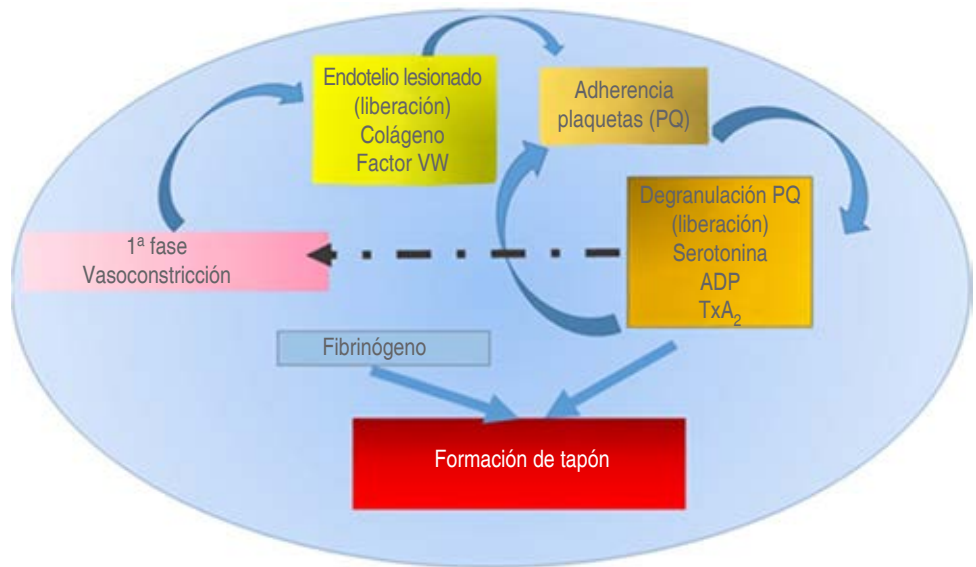 1ª fase
Vasoconstricción
Endotelio lesionado
(liberación)
Colágeno
Factor VW
Adherencia
plaquetas (PQ)
Degranulación PQ
(liberación)
Serotonina
ADP
TxA₂
Fibrinógeno
Formación de tapón